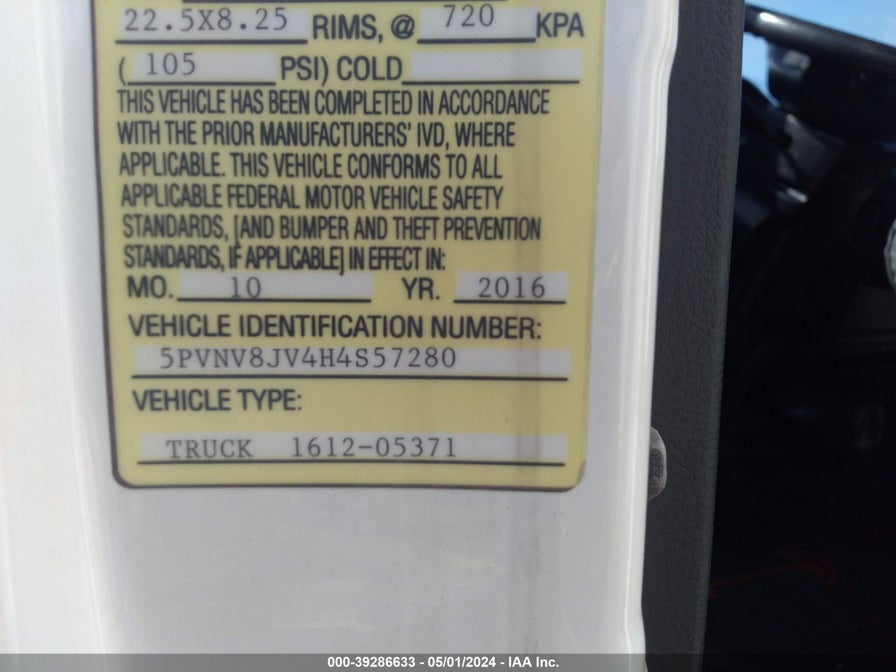 22.5X8.25 RIMS, @ 720 KPA
( 105 PSI) COLD
THIS VEHICLE HAS BEEN COMPLETED IN ACCORDANCE
WITH THE PRIOR MANUFACTURERS' IVD, WHERE
APPLICABLE. THIS VEHICLE CONFORMS TO ALL
APPLICABLE FEDERAL MOTOR VEHICLE SAFETY
STANDARDS, [AND BUMPER AND THEFT PREVENTION
STANDARDS, IF APPLICABLE] IN EFFECT IN:
MO. 10 YR. 2016
VEHICLE IDENTIFICATION NUMBER:
5PVNV8JV4H4S57280
VEHICLE TYPE:
TRUCK 1612-05371
000-39286633 - 05/01/2024 - IAA Inc.